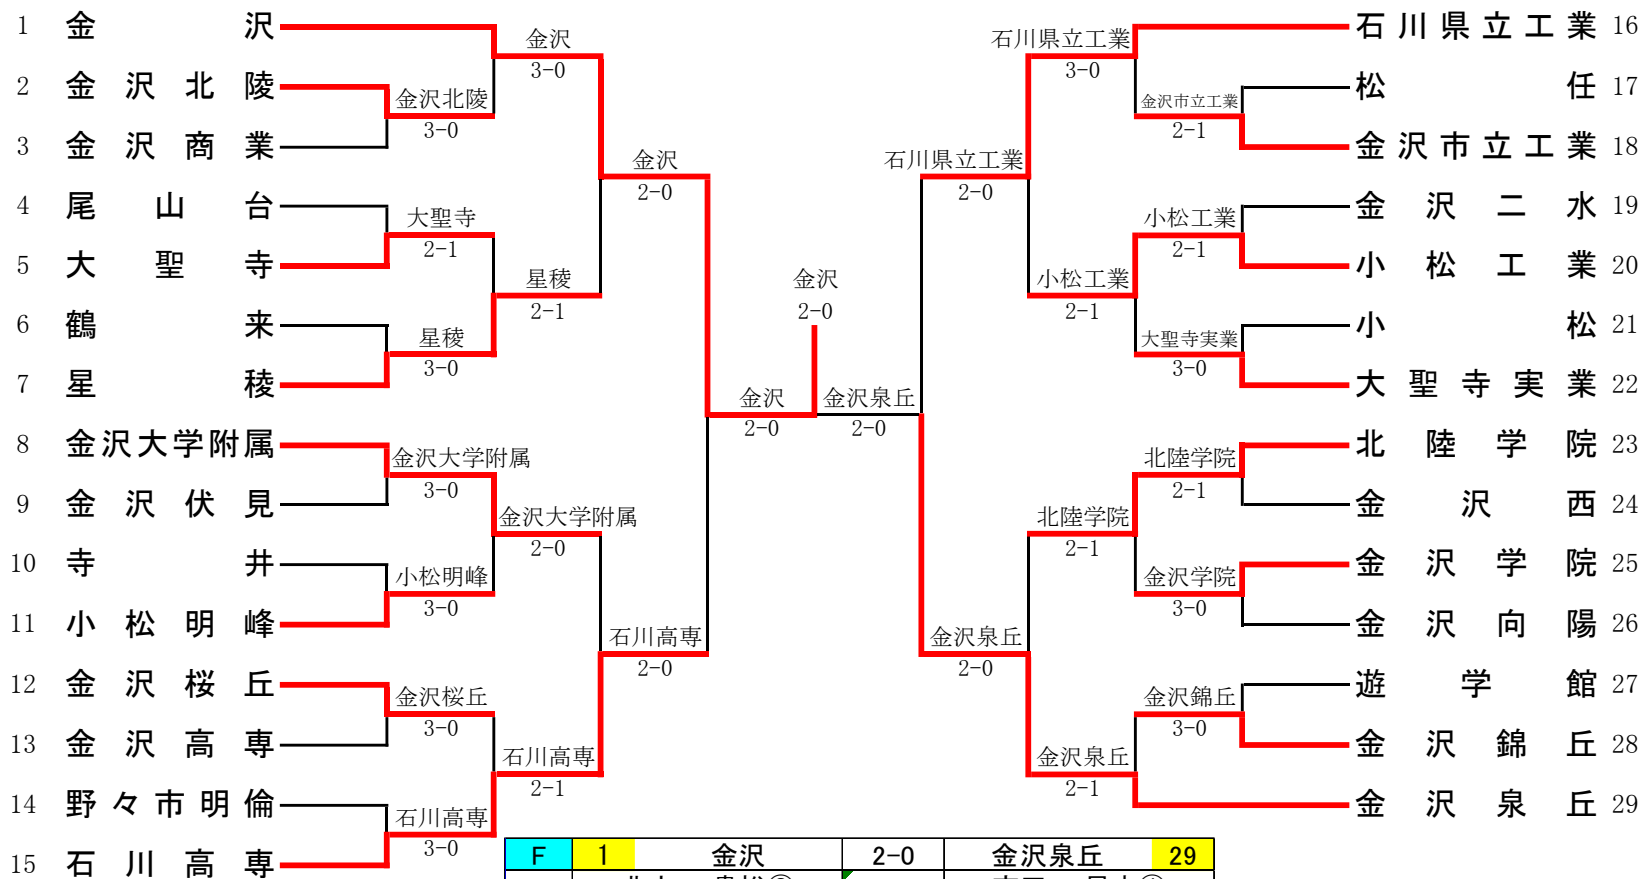 1 金沢
2 金沢北陵
3 金沢商業
4 尾山台
5 大聖寺
6 鶴来
7 星稜
8 金沢大学附属
9 金沢伏見
10 寺井
11 小松明峰
12 金沢桜丘
13 金沢高専
14 野々市明倫
15 石川高専
金沢北陵
3-0
大聖寺
2-1
星稜
3-0
金沢大学附属
3-0
小松明峰
3-0
金沢桜丘
3-0
石川高専
3-0
金沢
3-0
星稜
2-1
金沢大学附属
2-0
石川高専
2-1
金沢
2-0
石川高専
2-0
金沢
2-0
金沢
2-0
金沢泉丘
2-0
石川県立工業
2-0
金沢泉丘
2-0
石川県立工業
3-0
小松工業
2-1
北陸学院
2-1
金沢泉丘
2-1
金沢市立工業
2-1
小松工業
2-1
大聖寺実業
3-0
北陸学院
2-1
金沢学院
3-0
金沢錦丘
3-0
石川県立工業 16
松任 17
金沢市立工業 18
金沢二水 19
小松工業 20
小松 21
大聖寺実業 22
北陸学院 23
金沢西 24
金沢学院 25
金沢向陽 26
遊学館 27
金沢錦丘 28
金沢泉丘 29
F 1 金沢 2-0 金沢泉丘 29